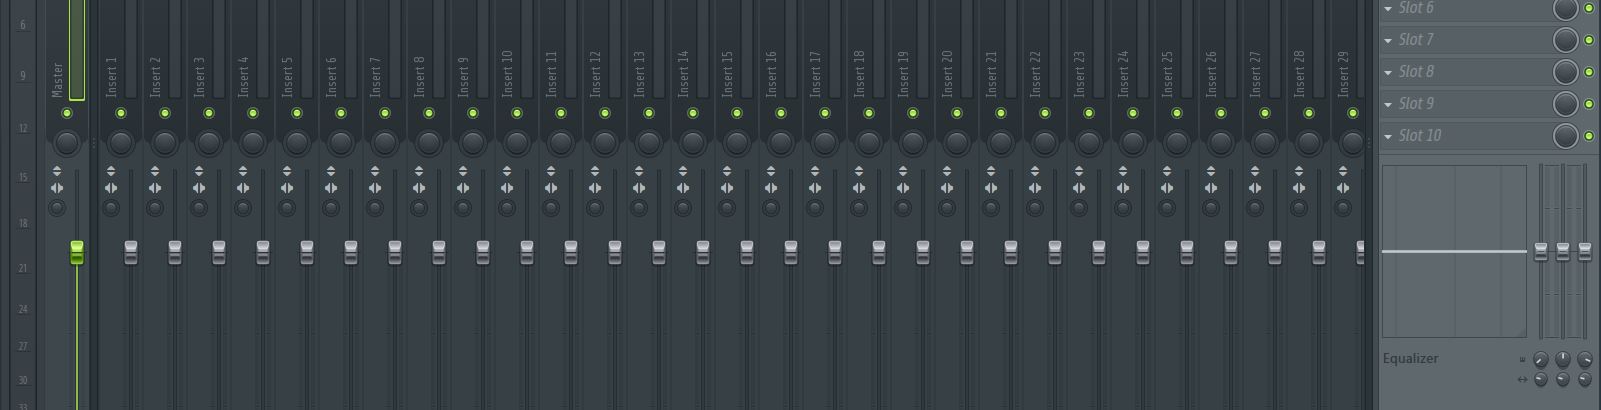 6
9
12
15
18
21
24
27
30
33
Master
Insert 1
Insert 2
Insert 3
Insert 4
Insert 5
Insert 6
Insert 7
Insert 8
Insert 9
Insert 10
Insert 11
Insert 12
Insert 13
Insert 14
Insert 15
Insert 16
Insert 17
Insert 18
Insert 19
Insert 20
Insert 21
Insert 22
Insert 23
Insert 24
Insert 25
Insert 26
Insert 27
Insert 28
Insert 29
Slot 6
Slot 7
Slot 8
Slot 9
Slot 10
Equalizer